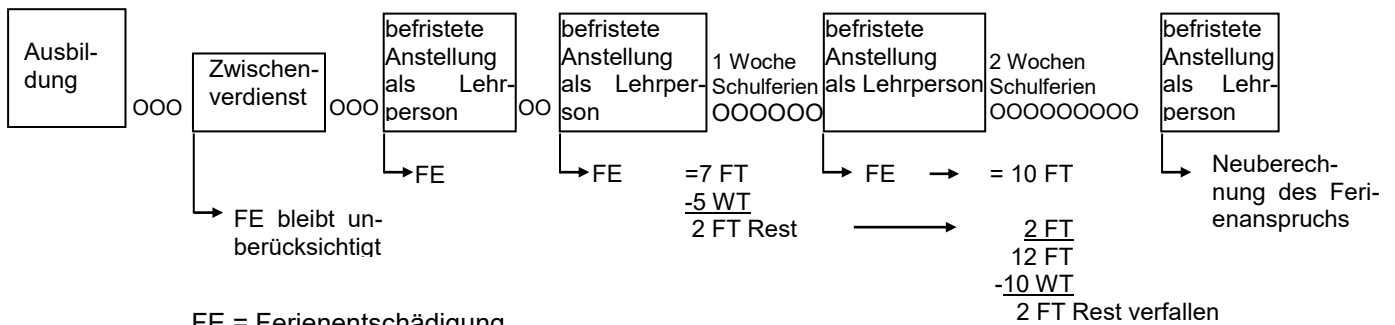 Ausbil-
dung
OOO
Zwischen-
verdienst
OOO
befristete
Anstellung
als Lehr-
person
OO
befristete
Anstellung
als Lehrper-
son
1 Woche
Schulferien
OOOOOO
befristete
Anstellung
als Lehrperson
2 Wochen
Schulferien
OOOOOOOOO
befristete
Anstellung
als Lehr-
person
FE bleibt un-
berücksichtigt
FE
FE
=7 FT
-5 WT
2 FT Rest
FE
= 10 FT
2 FT
12 FT
-10 WT
2 FT Rest verfallen
Neuberech-
nung des Feri-
enanspruchs
FE = Ferienentschädigung